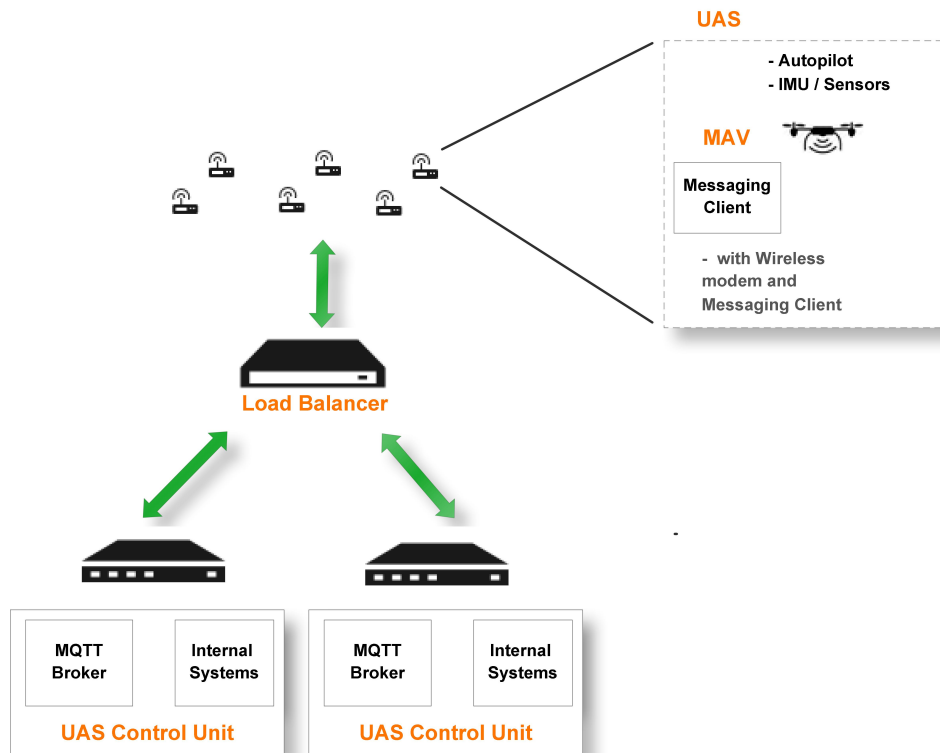 UAS
- Autopilot
- IMU / Sensors
MAV
Messaging
Client
- with Wireless
modem and
Messaging Client
Load Balancer
-
MQTT
Broker
Internal
Systems
UAS Control Unit
MQTT
Broker
Internal
Systems
UAS Control Unit